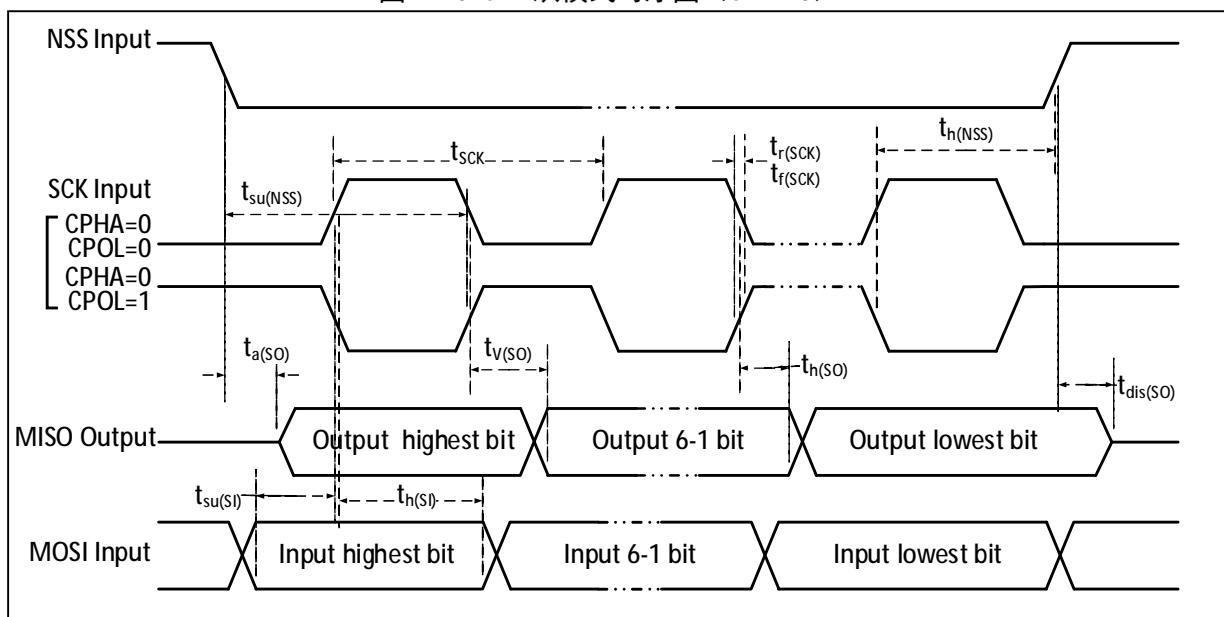 NSS Input
tSCK
tr(SCK)
tf(SCK)
th(NSS)
SCK Input
tsu(NSS)
CPHA=0
CPOL=0
CPHA=0
CPOL=1
ta(SO)
tV(SO)
th(SO)
tdis(SO)
MISO Output
Output highest bit
Output 6-1 bit
Output lowest bit
tsu(SI)
th(SI)
MOSI Input
Input highest bit
Input 6-1 bit
Input lowest bit